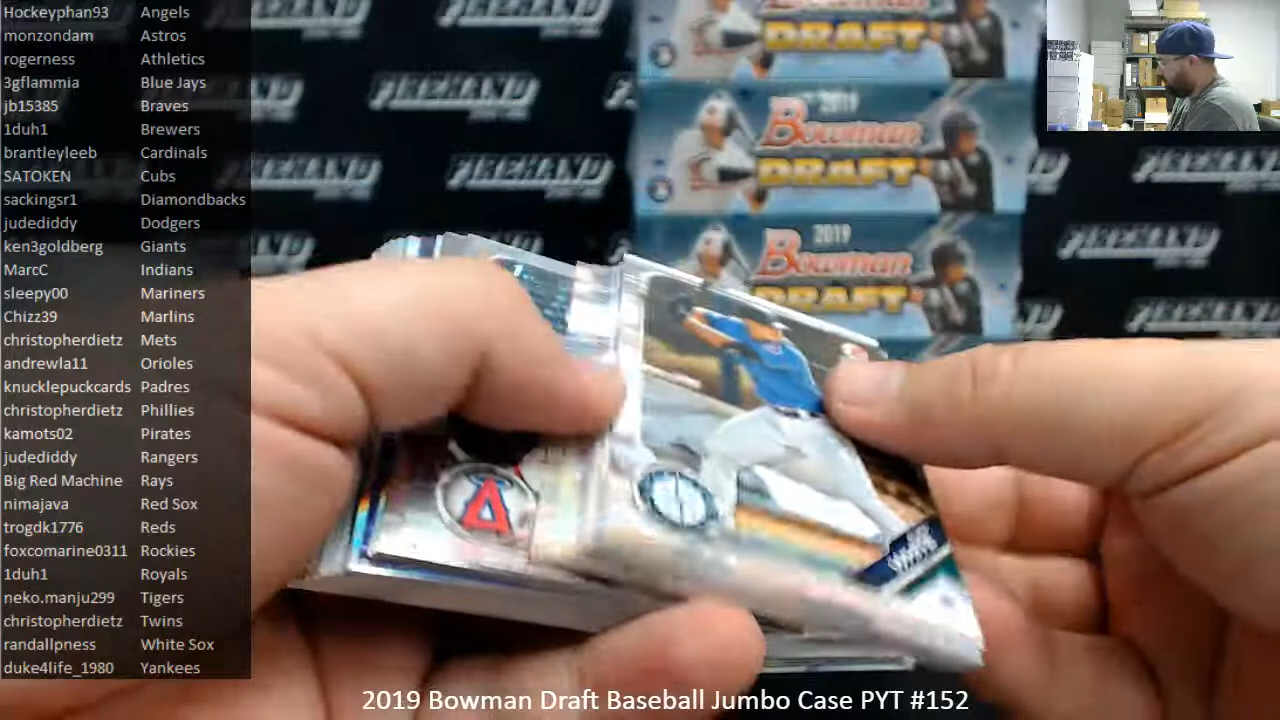 Hockeyphan93 Angels
monzondam Astros
rogerness Athletics
3gflammia Blue Jays
jb15385 Braves
1duh1 Brewers
brantleyleeb Cardinals
SATOKEN Cubs
sackingsr1 Diamondbacks
judediddy Dodgers
ken3goldberg Giants
MarcC Indians
sleepy00 Mariners
Chizz39 Marlins
christopherdietz Mets
andrewla11 Orioles
knucklepuckcards Padres
christopherdietz Phillies
kamots02 Pirates
judediddy Rangers
Big Red Machine Rays
nimajava Red Sox
trogdk1776 Reds
foxcomarine0311 Rockies
1duh1 Royals
neko.manju299 Tigers
christopherdietz Twins
randallpness White Sox
duke4life_1980 Yankees
FIREHAND FIREHAND
FIREHAND
Bowman
DRAFT
2019
Bowman
DRAFT
2019
Bowman
DRAFT
A
2019 Bowman Draft Baseball Jumbo Case PYT #152